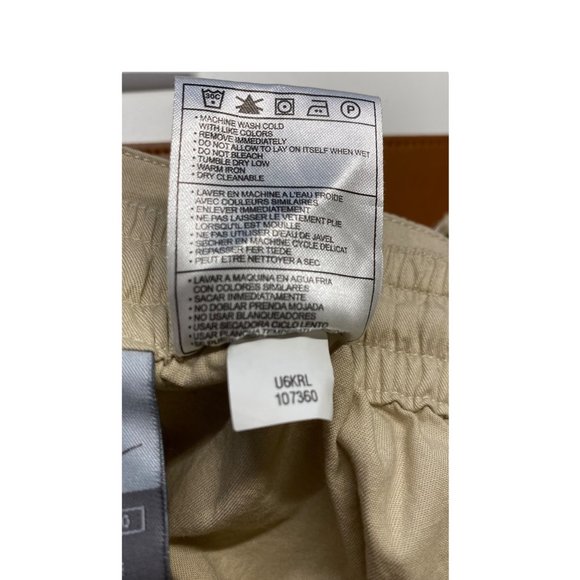 30C P
• MACHINE WASH COLD
WITH LIKE COLORS
• REMOVE IMMEDIATELY
• DO NOT ALLOW TO LAY ON ITSELF WHEN WET
• DO NOT BLEACH
• TUMBLE DRY LOW
• WARM IRON
• DRY CLEANABLE
• LAVER EN MACHINE A L'EAU FROIDE
AVEC COULEURS SIMILAIRES
• ENLEVER IMMEDIATEMENT
• NE PAS LAISSER LE VETEMENT PLIE
LORSQU'IL EST MOUILLE
• NE PAS UTILISER D'EAU DE JAVEL
• SECHER EN MACHINE CYCLE DELICAT
• REPASSER FER TIEDE
• PEUT ETRE NETTOYER A SEC
• LAVAR A MAQUINA EN AGUA FRIA
CON COLORES SIMILARES
• SACAR INMEDIATAMENTE
• NO DOBLAR PRENDA MOJADA
• NO USAR BLANQUEADORES
• USAR SECADORA CICLO LENTO
• USAR PLANCHA
U6KRL
107360